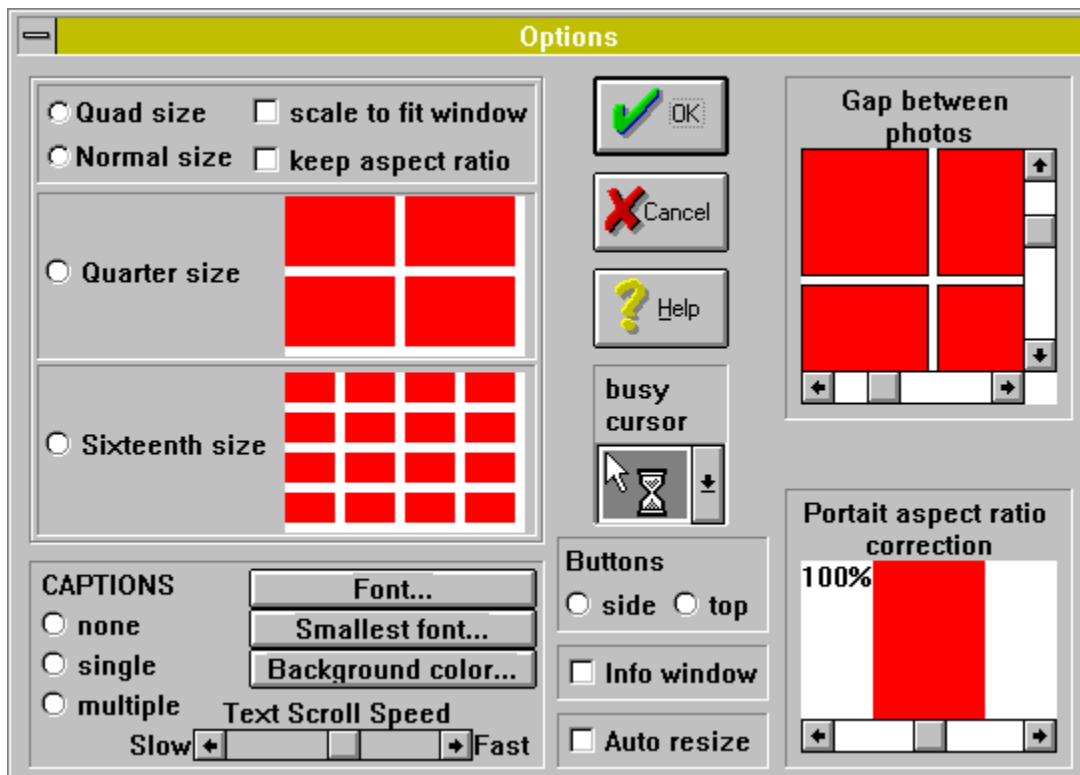 Options
Quad size
scale to fit window
Normal size
keep aspect ratio
Quarter size
Sixteenth size
CAPTIONS
none
single
multiple
Font...
Smallest font...
Background color...
Text Scroll Speed
Slow
Fast
OK
Cancel
Help
busy
cursor
Buttons
side
top
Info window
Auto resize
Gap between
photos
Portait aspect ratio
correction
100%